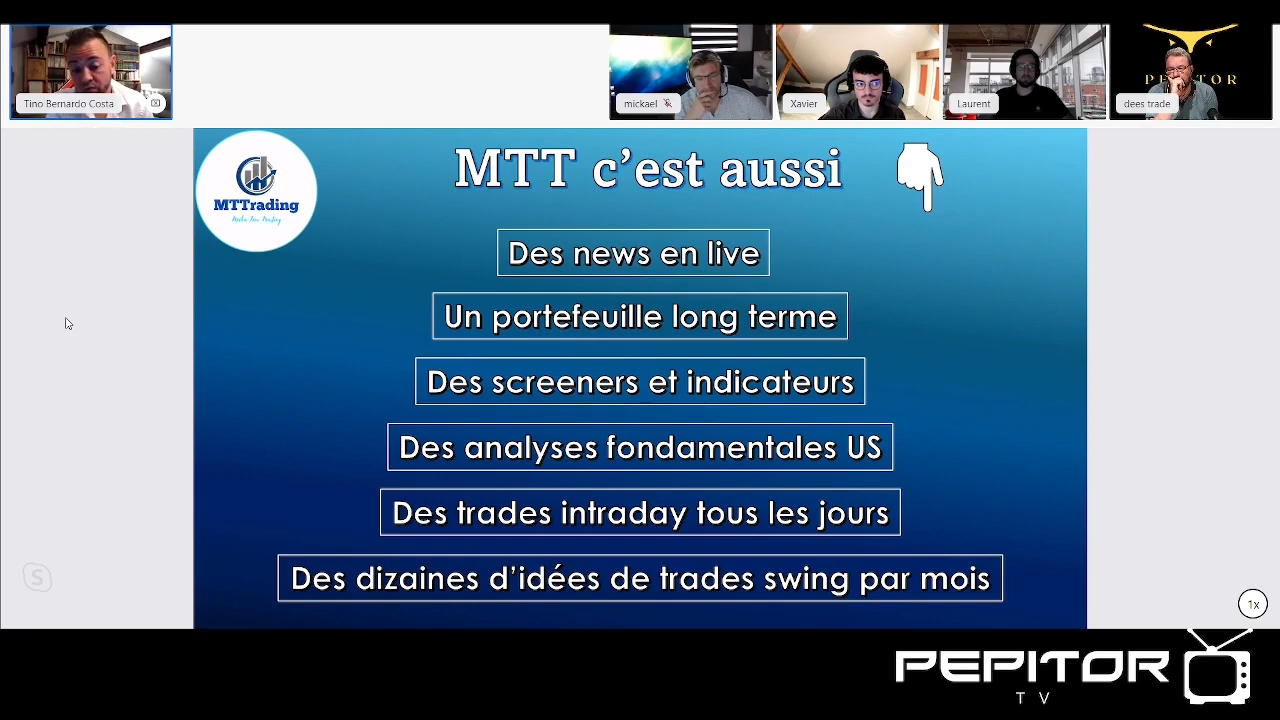 Tino Bernardo Costa
mickael
Xavier
Laurent
dees trade
MTT c'est aussi
MTTrading
Des news en live
Un portefeuille long terme
Des screeners et indicateurs
Des analyses fondamentales US
Des trades intraday tous les jours
Des dizaines d'idées de trades swing par mois
S
1x
PEPITOR
TV